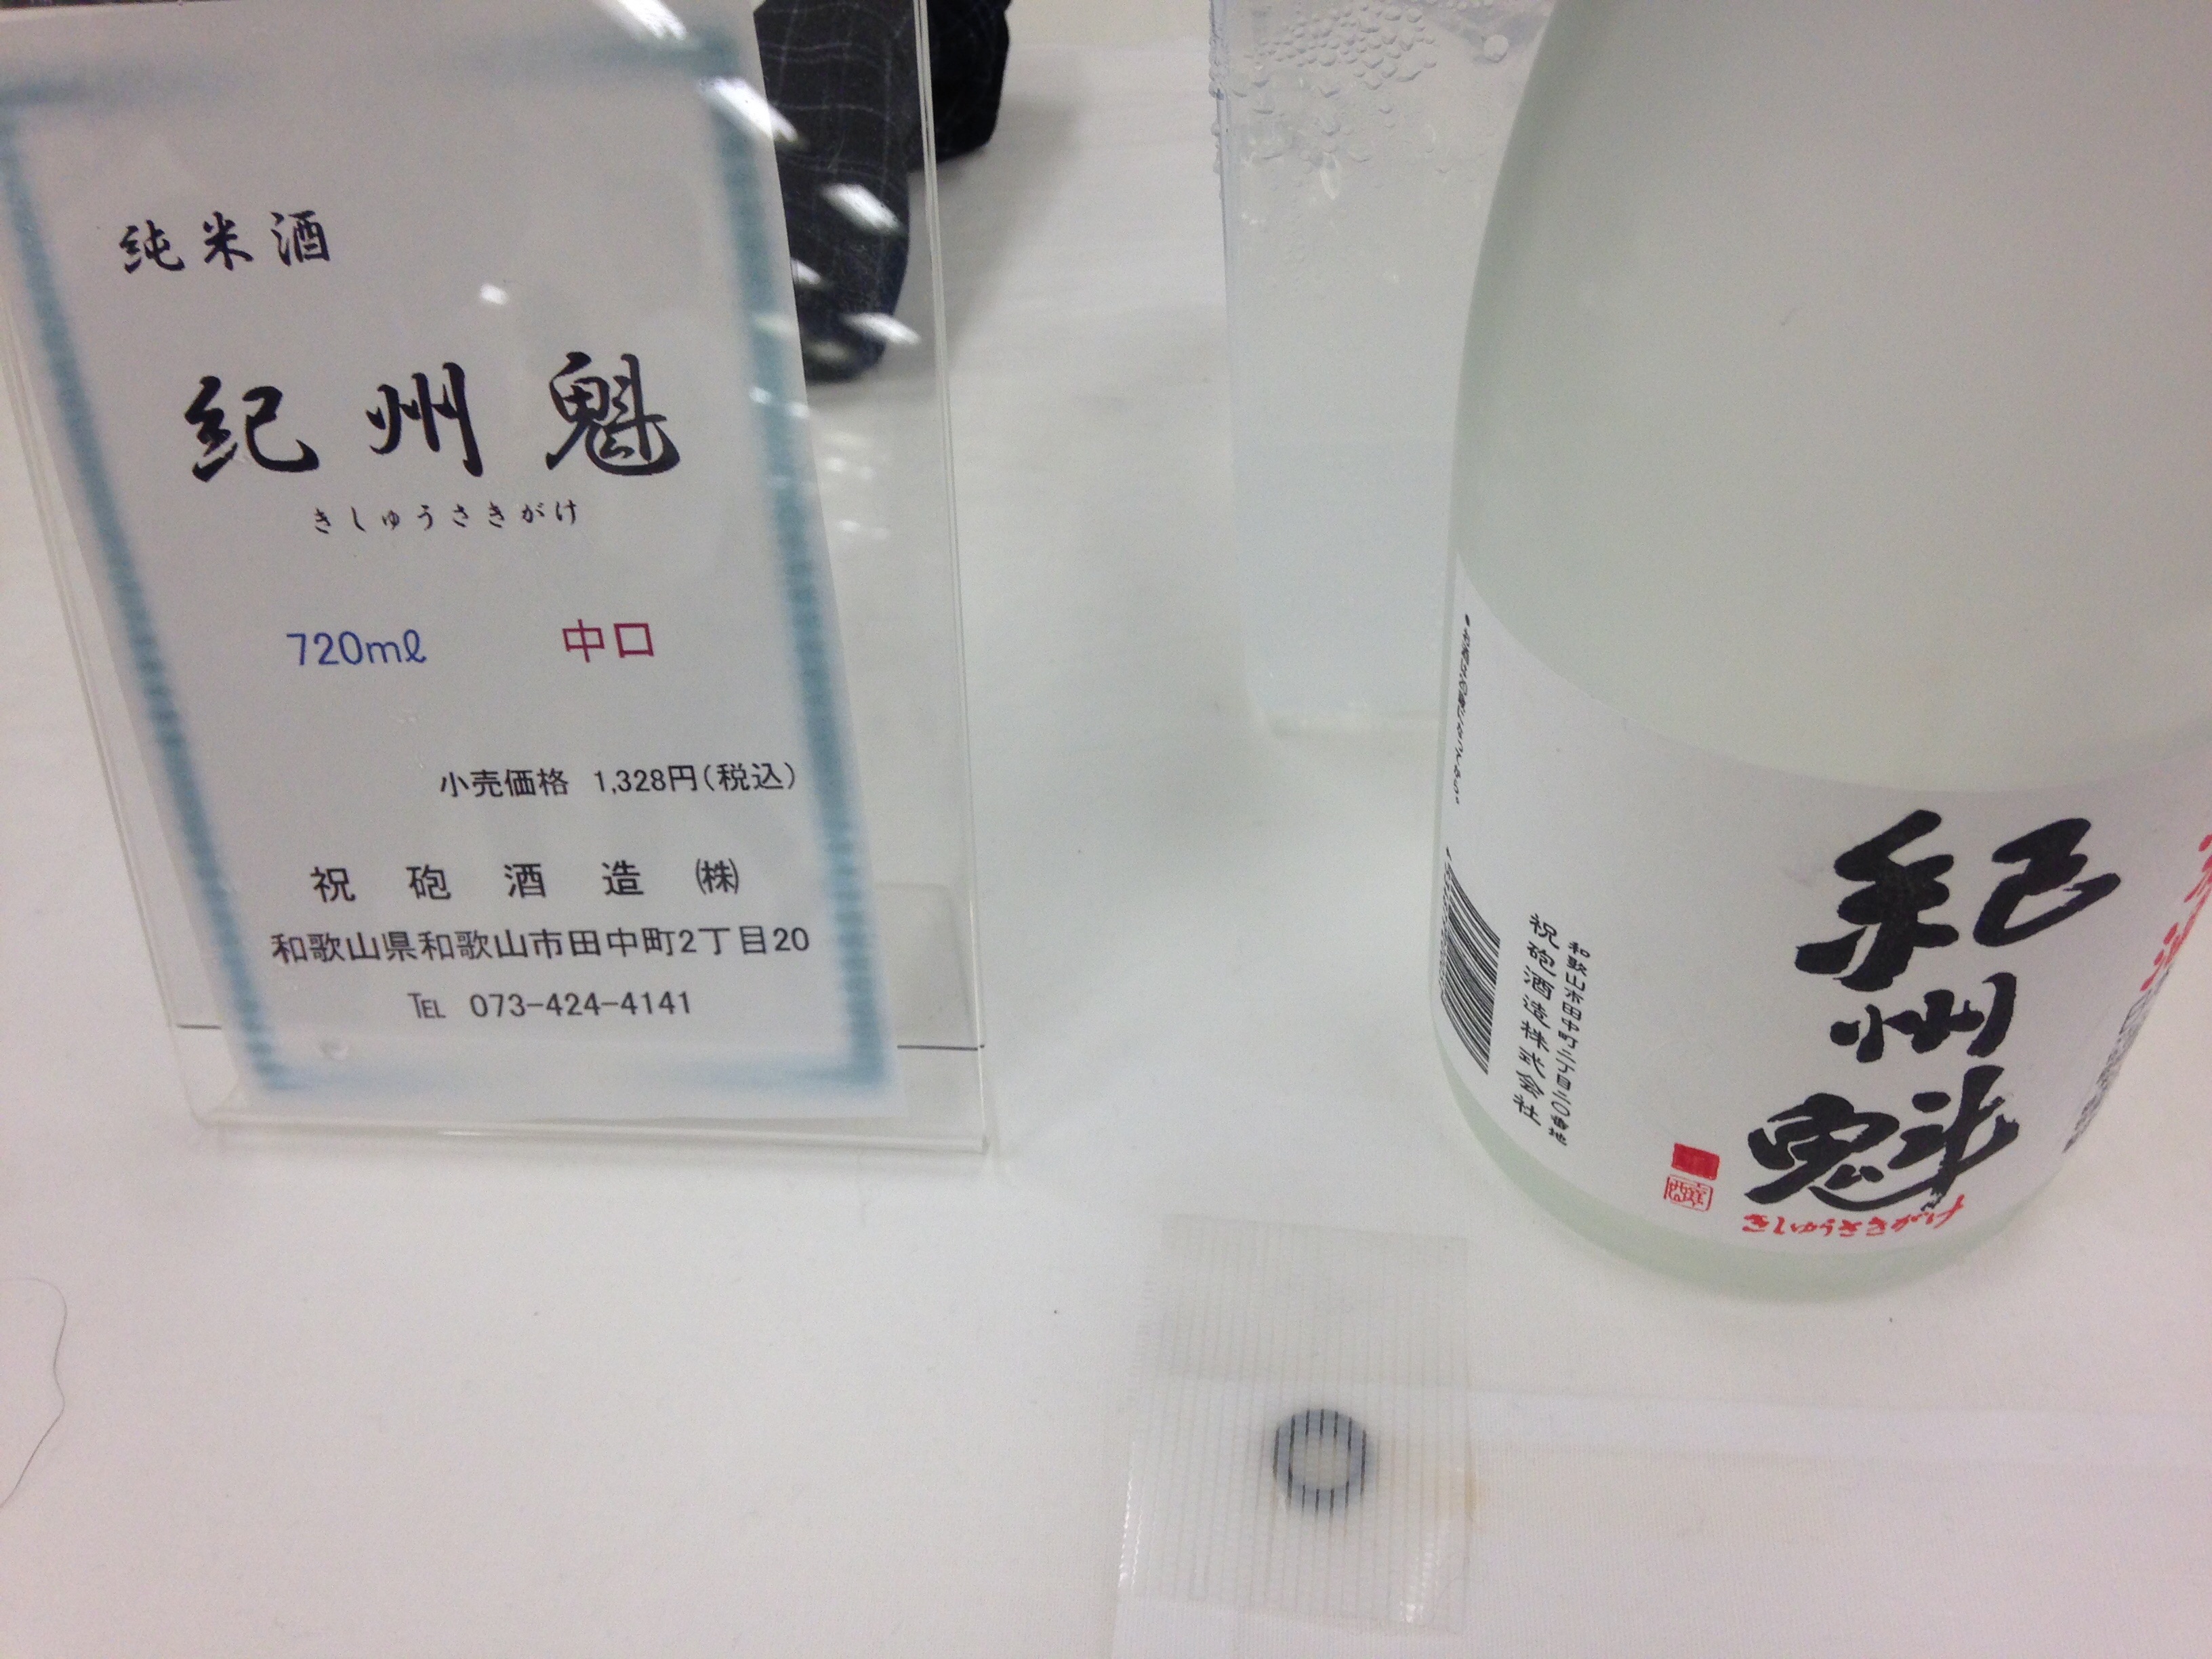 純米酒
紀州魁
きしゅうさきがけ
720mℓ 中口
小売価格 1,328円(税込)
祝砲酒造㈱
和歌山県和歌山市田中町2丁目20
℡ 073-424-4141
紀州魁
きしゅうさきがけ
和歌山市田中町二丁目二〇番地
祝砲酒造株式会社